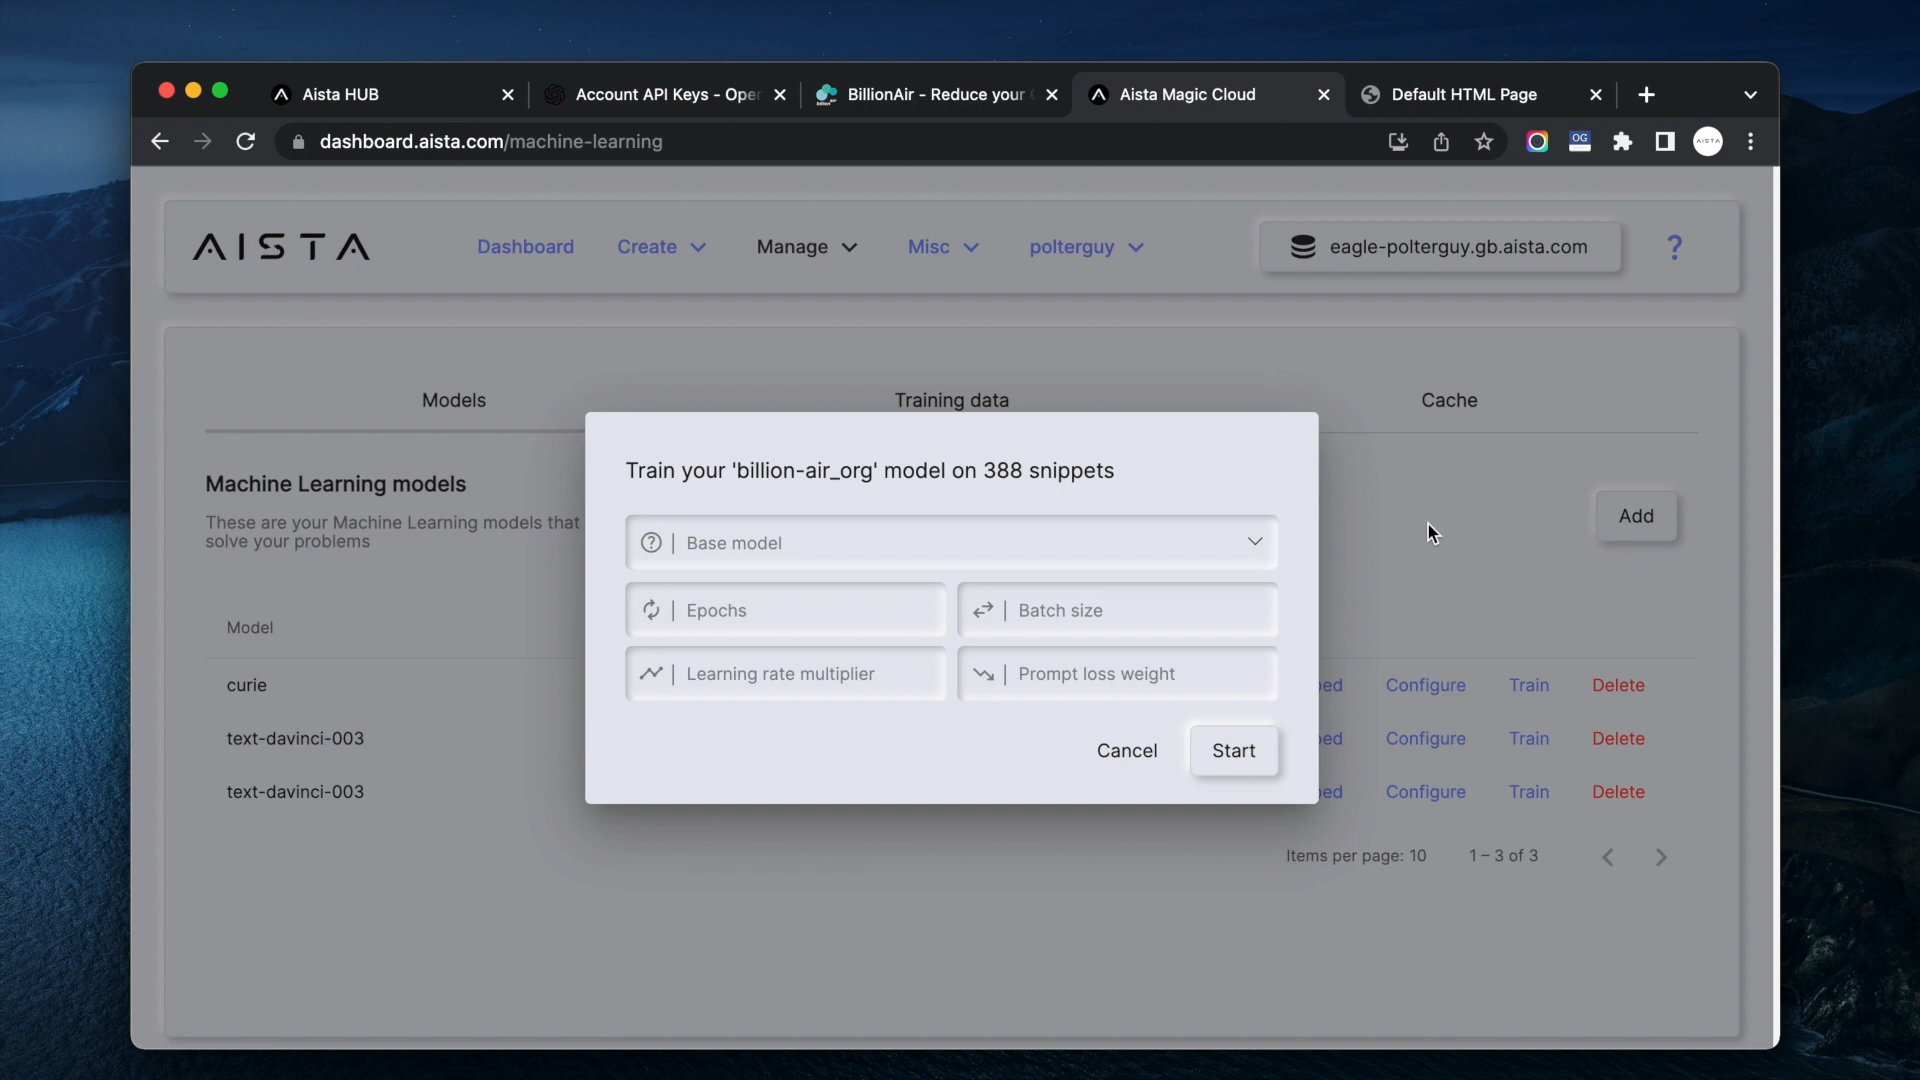 Aista HUB
Account API Keys - Ope
BillionAir - Reduce your
Aista Magic Cloud
Default HTML Page
dashboard.aista.com/machine-learning
OG
AISTA
AISTA
Dashboard
Create
Manage
Misc
polterguy
eagle-polterguy.gb.aista.com
?
Models
Training data
Cache
Machine Learning models
These are your Machine Learning models that
solve your problems
Add
Train your 'billion-air_org' model on 388 snippets
? | Base model
| Epochs
| Batch size
| Learning rate multiplier
| Prompt loss weight
Cancel
Start
Model
curie
Configure
Train
Delete
text-davinci-003
Configure
Train
Delete
text-davinci-003
Configure
Train
Delete
Items per page: 10
1 – 3 of 3